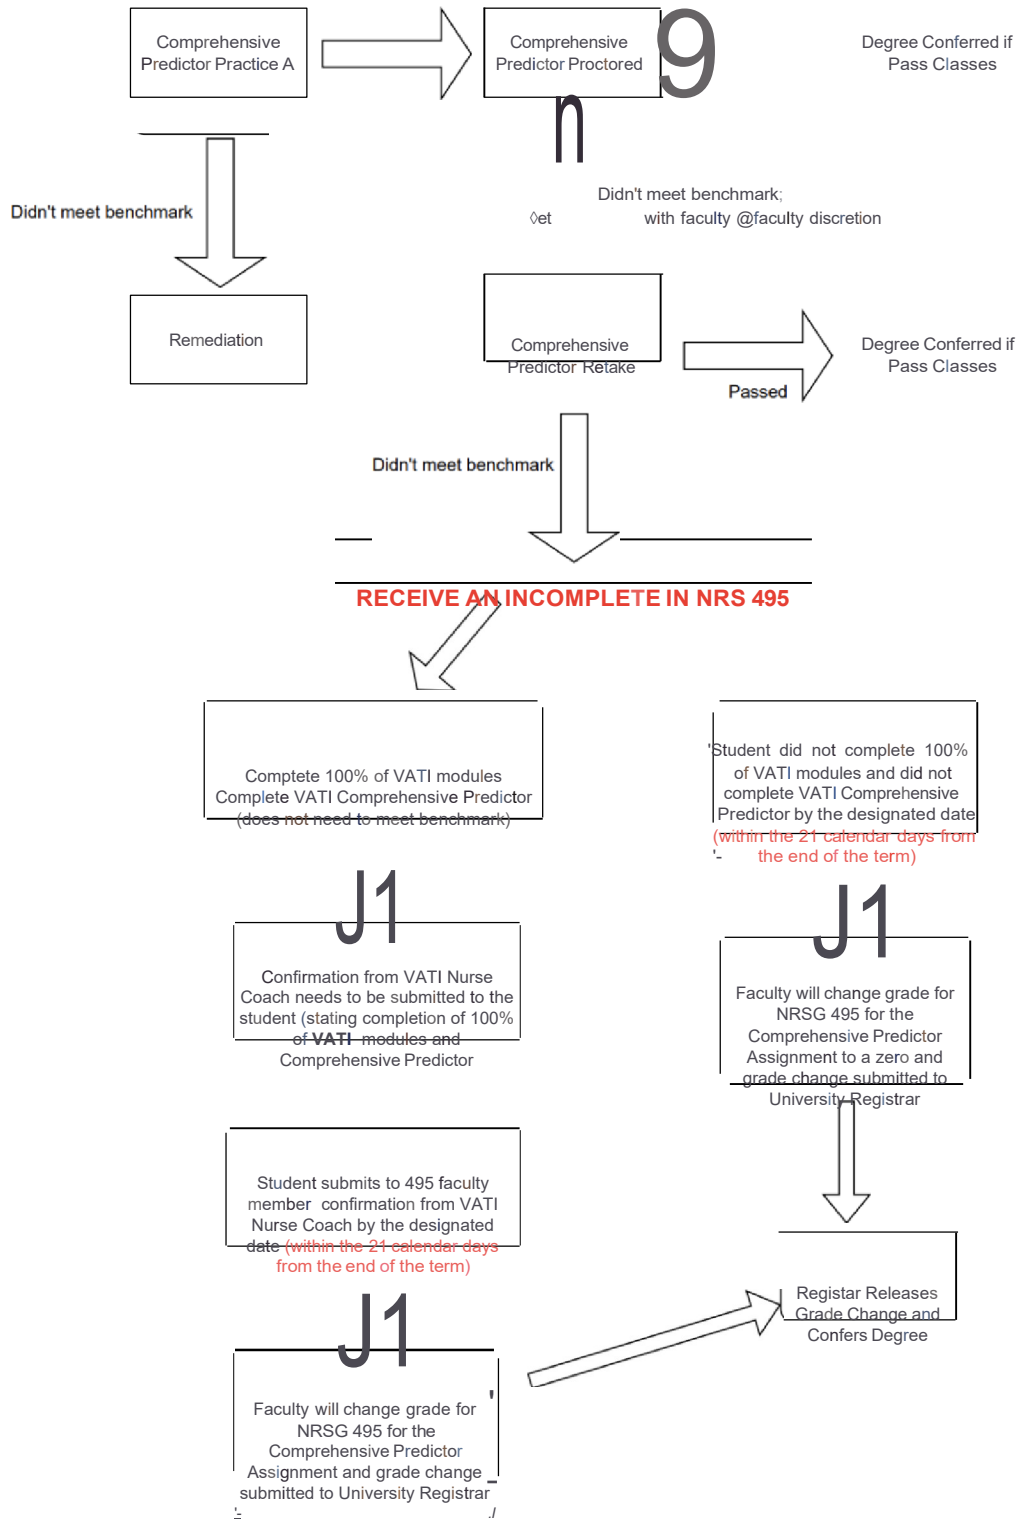 Comprehensive
Predictor Practice A
Comprehensive
Predictor Proctored
9
Degree Conferred if
Pass Classes
n
Didn't meet benchmark
Didn't meet benchmark;
◊et with faculty @faculty discretion
Remediation
Comprehensive
Predictor Retake
Passed
Degree Conferred if
Pass Classes
Didn't meet benchmark
RECEIVE AN INCOMPLETE IN NRS 495
Comptete 100% of VATI modules
Complete VATI Comprehensive Predictor
(does not need to meet benchmark)
'Student did not complete 100%
of VATI modules and did not
complete VATI Comprehensive
Predictor by the designated date
(within the 21 calendar days from
'- the end of the term)
J1
J1
Confirmation from VATI Nurse
Coach needs to be submitted to the
student (stating completion of 100%
of VATI modules and
Comprehensive Predictor
Faculty will change grade for
NRSG 495 for the
Comprehensive Predictor
Assignment to a zero and
grade change submitted to
University Registrar
Student submits to 495 faculty
member confirmation from VATI
Nurse Coach by the designated
date (within the 21 calendar days
from the end of the term)
J1
Registar Releases
Grade Change and
Confers Degree
Faculty will change grade for
NRSG 495 for the
Comprehensive Predictor
Assignment and grade change
submitted to University Registrar